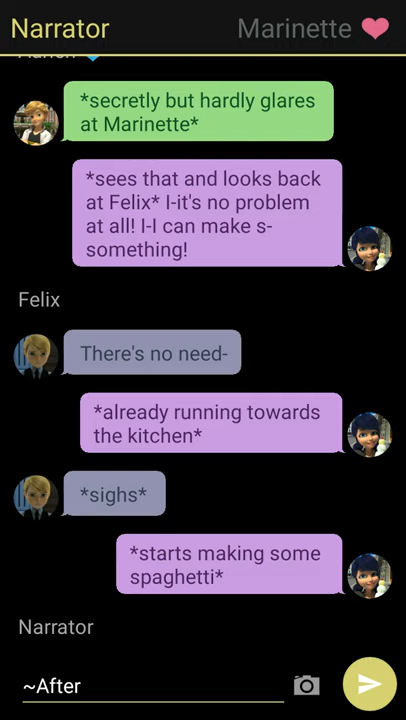 Narrator
Marinette
*secretly but hardly glares
at Marinette*
*sees that and looks back
at Felix* I-it's no problem
at all! I-I can make s-
something!
Felix
There's no need-
*already running towards
the kitchen*
*sighs*
*starts making some
spaghetti*
Narrator
~After